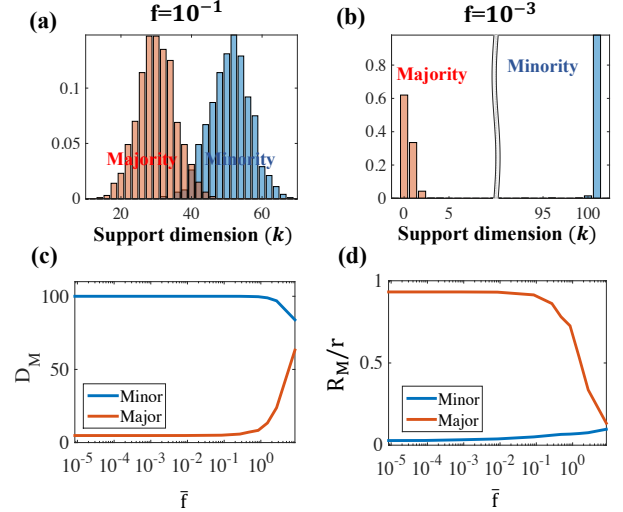 f=10⁻¹
f=10⁻³
(a)
(b)
0.1
0.05
0
Majority
Minority
20
40
60
Support dimension (k)
0.8
0.6
0.4
0.2
0
Majority
Minority
0
5
95
100
Support dimension (k)
(c)
(d)
100
50
0
D_M
Minor
Major
10⁻⁵
10⁻⁴
10⁻³
10⁻²
10⁻¹
10⁰
f̄
1
0.5
0
R_M/r
Minor
Major
10⁻⁵
10⁻⁴
10⁻³
10⁻²
10⁻¹
10⁰
f̄